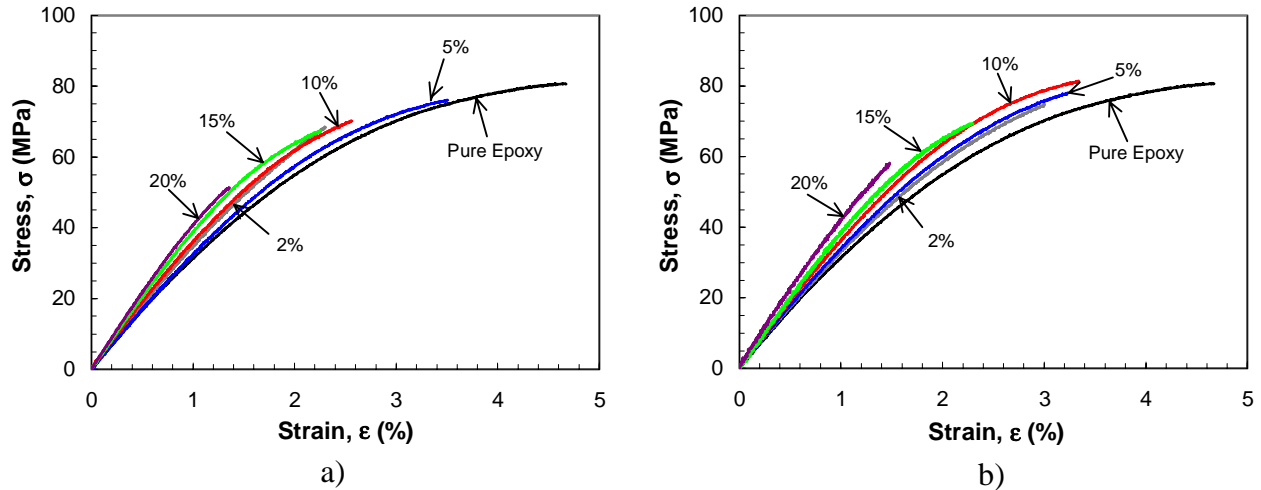 100
80
60
40
20
0
Stress, σ (MPa)
5%
10%
15%
20%
2%
Pure Epoxy
0 1 2 3 4 5
Strain, ε (%)
a)
100
80
60
40
20
0
Stress, σ (MPa)
10%
5%
15%
20%
2%
Pure Epoxy
0 1 2 3 4 5
Strain, ε (%)
b)